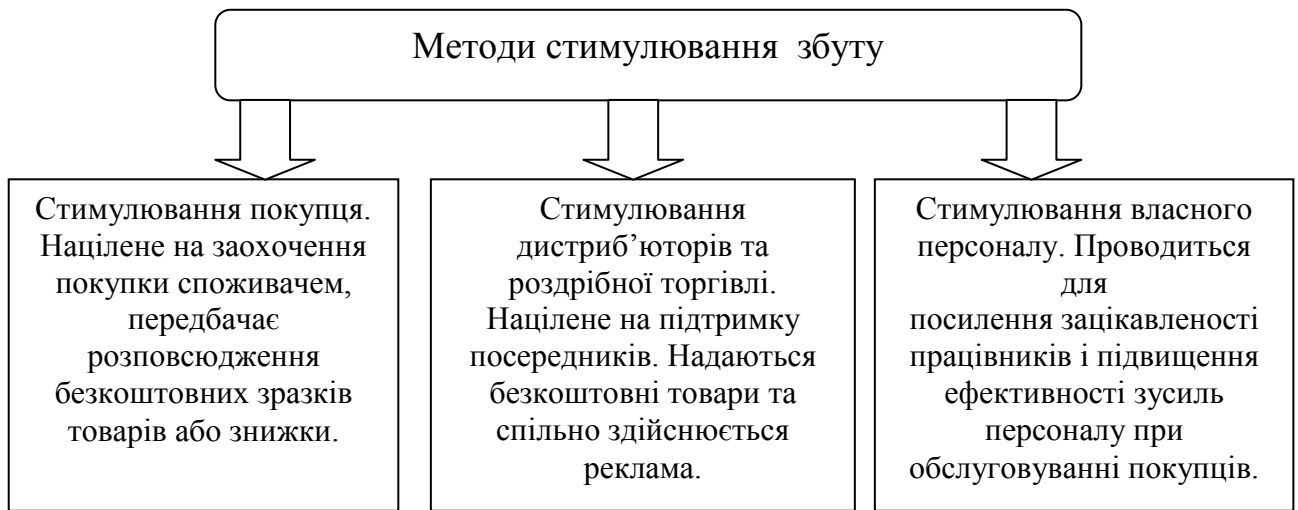 Методи стимулювання збуту
Стимулювання покупця.
Націлене на заохочення
покупки споживачем,
передбачає
розповсюдження
безкоштовних зразків
товарів або знижки.
Стимулювання
дистриб’юторів та
роздрібної торгівлі.
Націлене на підтримку
посередників. Надаються
безкоштовні товари та
спільно здійснюється
реклама.
Стимулювання власного
персоналу. Проводиться
для
посилення зацікавленості
працівників і підвищення
ефективності зусиль
персоналу при
обслуговуванні покупців.